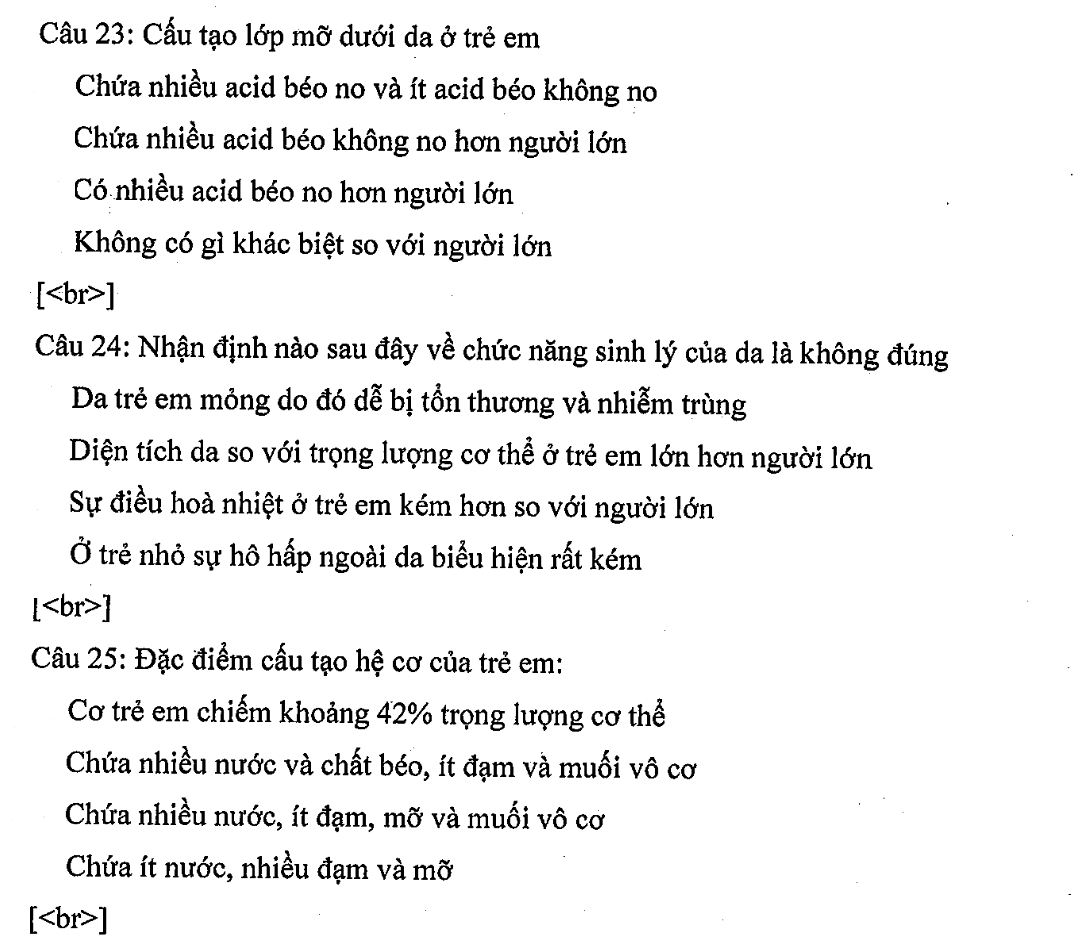 Câu 23: Cấu tạo lớp mỡ dưới da ở trẻ em
Chứa nhiều acid béo no và ít acid béo không no
Chứa nhiều acid béo không no hơn người lớn
Có nhiều acid béo no hơn người lớn
Không có gì khác biệt so với người lớn
[<br>]
Câu 24: Nhận định nào sau đây về chức năng sinh lý của da là không đúng
Da trẻ em mỏng do đó dễ bị tổn thương và nhiễm trùng
Diện tích da so với trọng lượng cơ thể ở trẻ em lớn hơn người lớn
Sự điều hoà nhiệt ở trẻ em kém hơn so với người lớn
Ở trẻ nhỏ sự hô hấp ngoài da biểu hiện rất kém
[<br>]
Câu 25: Đặc điểm cấu tạo hệ cơ của trẻ em:
Cơ trẻ em chiếm khoảng 42% trọng lượng cơ thể
Chứa nhiều nước và chất béo, ít đạm và muối vô cơ
Chứa nhiều nước, ít đạm, mỡ và muối vô cơ
Chứa ít nước, nhiều đạm và mỡ
[<br>]